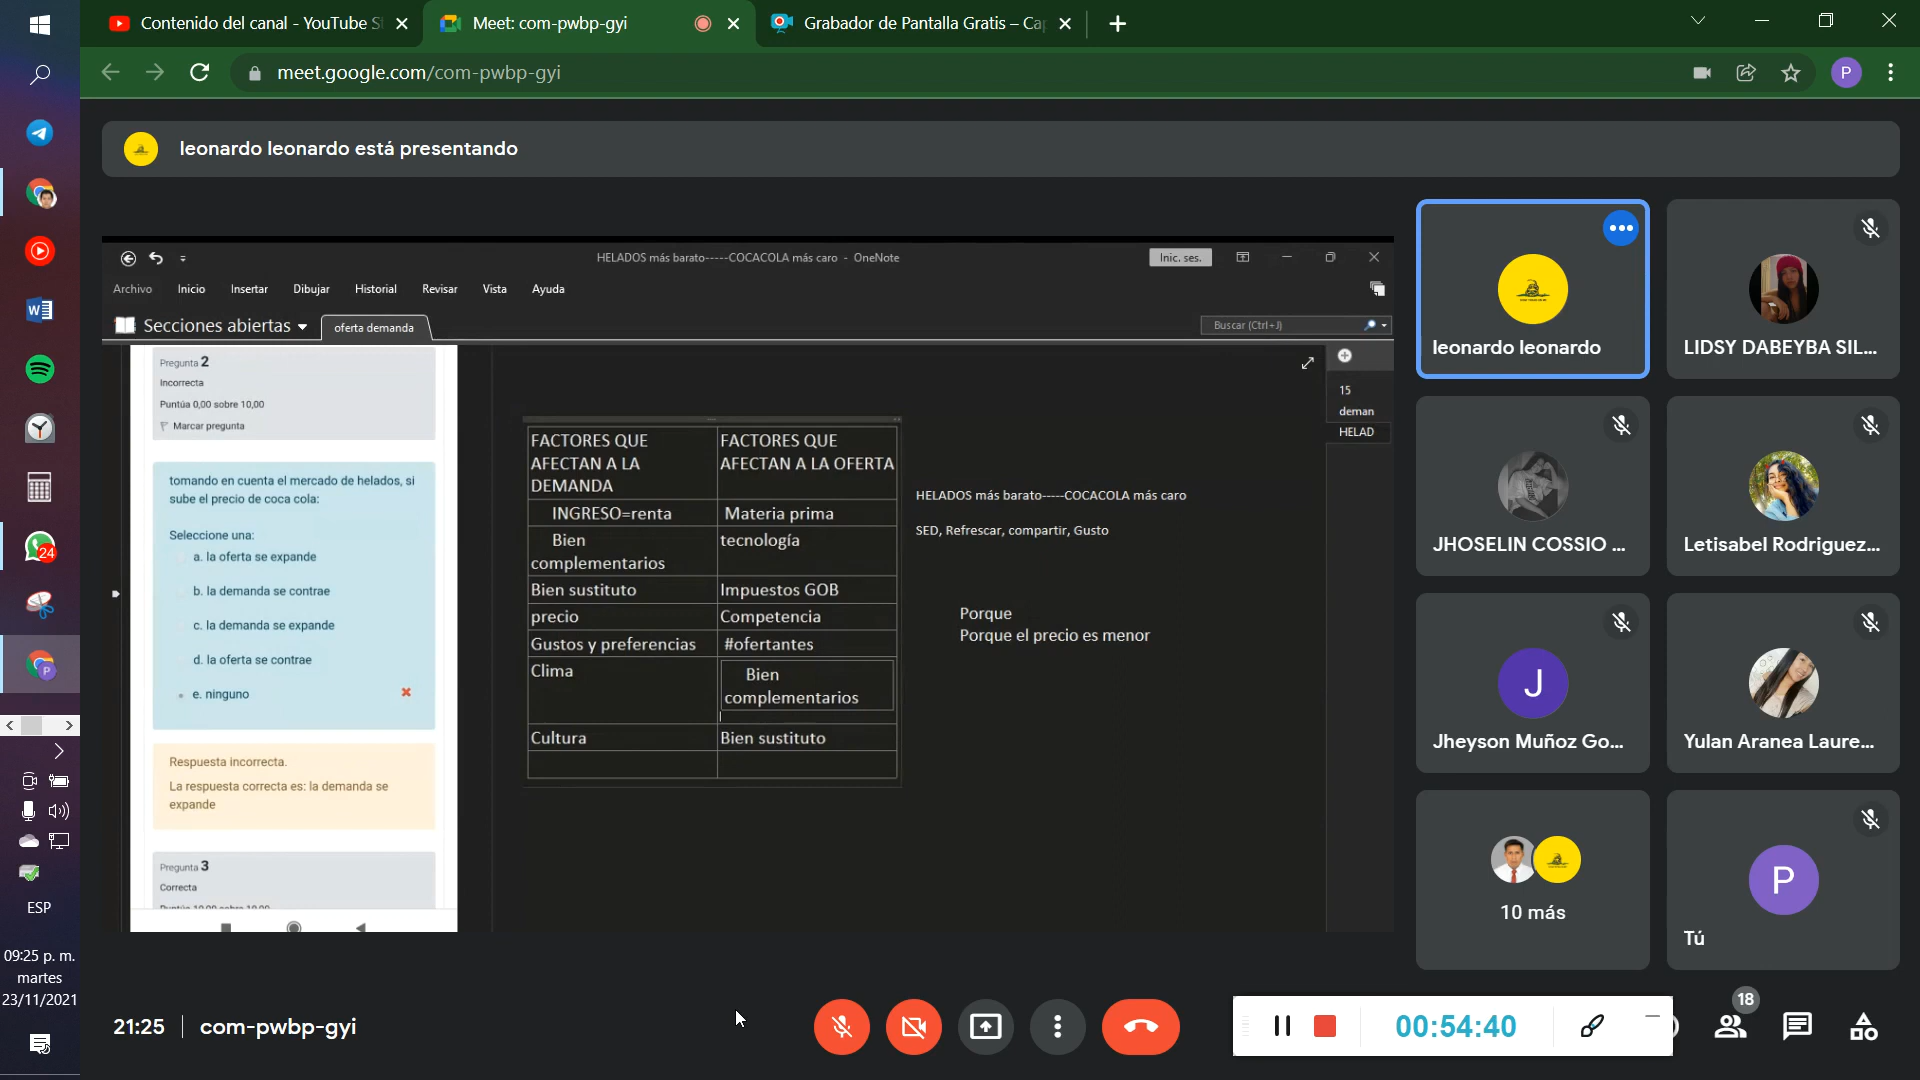 Contenido del canal - YouTube S
Meet: com-pwbp-gyi
Grabador de Pantalla Gratis – Ca
meet.google.com/com-pwbp-gyi
P
leonardo leonardo está presentando
HELADOS más barato-----COCACOLA más caro - OneNote
Inic. ses.
Archivo Inicio Insertar Dibujar Historial Revisar Vista Ayuda
Secciones abiertas
oferta demanda
Buscar (Ctrl+J)
Pregunta 2
Incorrecta
Puntúa 0,00 sobre 10,00
Marcar pregunta
tomando en cuenta el mercado de helados, si
sube el precio de coca cola:
Seleccione una:
a. la oferta se expande
b. la demanda se contrae
c. la demanda se expande
d. la oferta se contrae
e. ninguno
Respuesta incorrecta.
La respuesta correcta es: la demanda se
expande
Pregunta 3
Correcta
Puntúa 10,00 sobre 10,00
FACTORES QUE
AFECTAN A LA
DEMANDA
FACTORES QUE
AFECTAN A LA OFERTA
INGRESO=renta
Materia prima
Bien
complementarios
tecnología
Bien sustituto
Impuestos GOB
precio
Competencia
Gustos y preferencias
#ofertantes
Clima
Bien
complementarios
Cultura
Bien sustituto
HELADOS más barato-----COCACOLA más caro
SED, Refrescar, compartir, Gusto
Porque
Porque el precio es menor
15
deman
HELAD
leonardo leonardo
LIDSY DABEYBA SIL...
JHOSELIN COSSIO ...
Letisabel Rodriguez...
J
Jheyson Muñoz Go...
Yulan Aranea Laure...
10 más
P
Tú
24
P
ESP
09:25 p. m.
martes
23/11/2021
21:25
com-pwbp-gyi
00:54:40
18